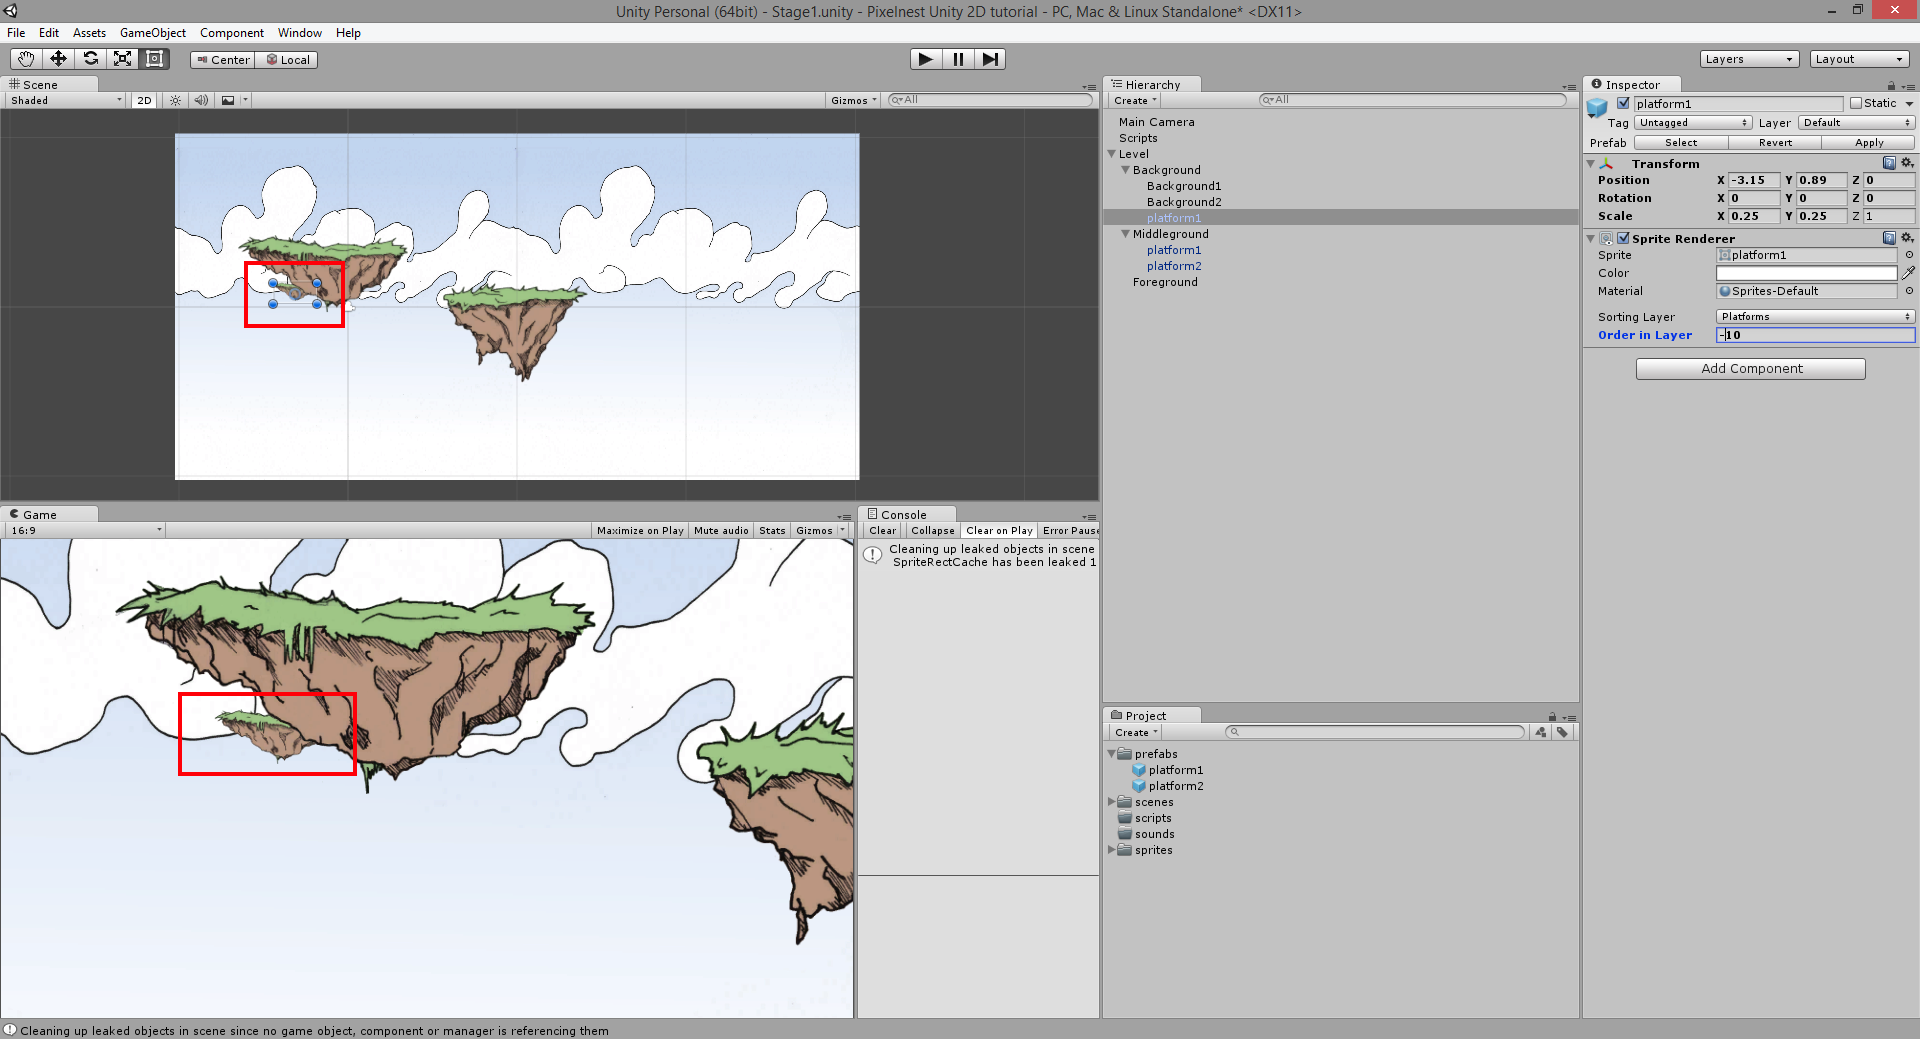 Unity Personal (64bit) - Stage1.unity - Pixelnest Unity 2D tutorial - PC, Mac & Linux Standalone* <DX11>
File Edit Assets GameObject Component Window Help
Center Local
Layers Layout
Scene
Shaded 2D Gizmos All
Hierarchy
Create All
Main Camera
Scripts
Level
Background
Background1
Background2
platform1
Middleground
platform1
platform2
Foreground
Inspector
platform1 Static
Tag Untagged Layer Default
Prefab Select Revert Apply
Transform
Position X -3.15 Y 0.89 Z 0
Rotation X 0 Y 0 Z 0
Scale X 0.25 Y 0.25 Z 1
Sprite Renderer
Sprite platform1
Color
Material Sprites-Default
Sorting Layer Platforms
Order in Layer -10
Add Component
Game
16:9 Maximize on Play Mute audio Stats Gizmos
Console
Clear Collapse Clear on Play Error Paus
Cleaning up leaked objects in scene
SpriteRectCache has been leaked 1
Project
Create
prefabs
platform1
platform2
scenes
scripts
sounds
sprites
Cleaning up leaked objects in scene since no game object, component or manager is referencing them